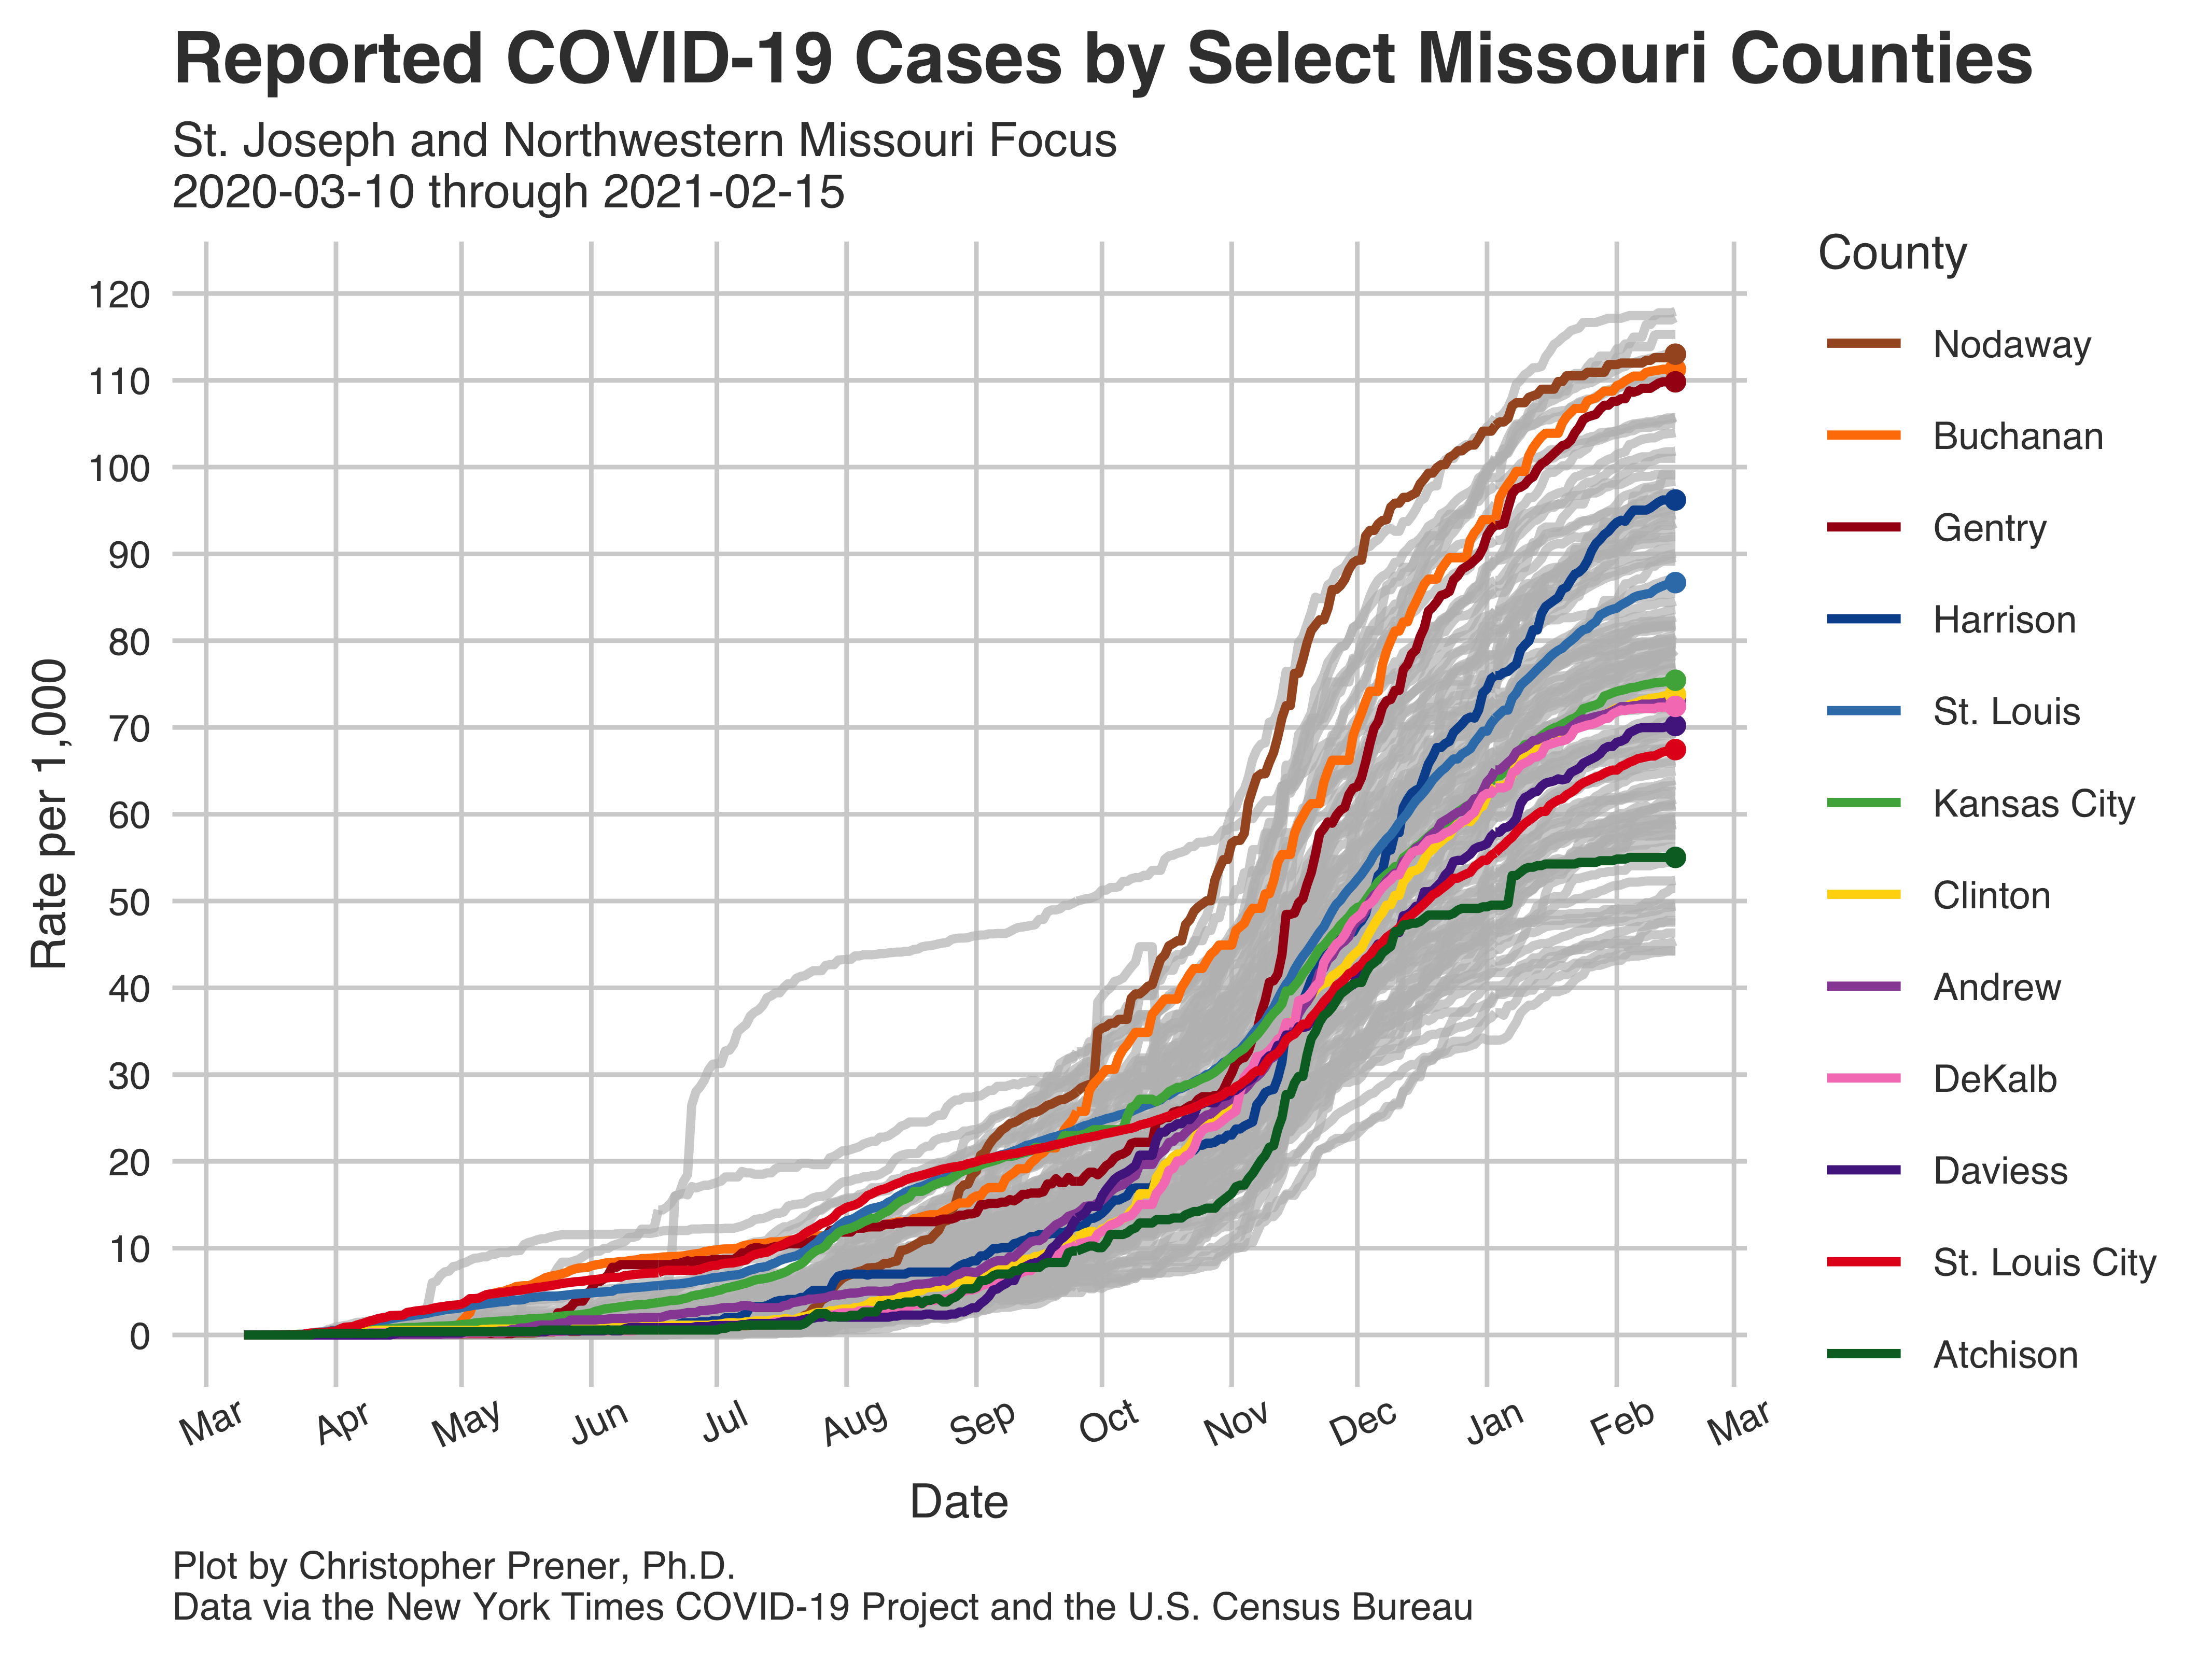 Reported COVID-19 Cases by Select Missouri Counties
St. Joseph and Northwestern Missouri Focus
2020-03-10 through 2021-02-15
County
Nodaway
Buchanan
Gentry
Harrison
St. Louis
Kansas City
Clinton
Andrew
DeKalb
Daviess
St. Louis City
Atchison
Rate per 1,000
120
110
100
90
80
70
60
50
40
30
20
10
0
Mar Apr May Jun Jul Aug Sep Oct Nov Dec Jan Feb Mar
Date
Plot by Christopher Prener, Ph.D.
Data via the New York Times COVID-19 Project and the U.S. Census Bureau